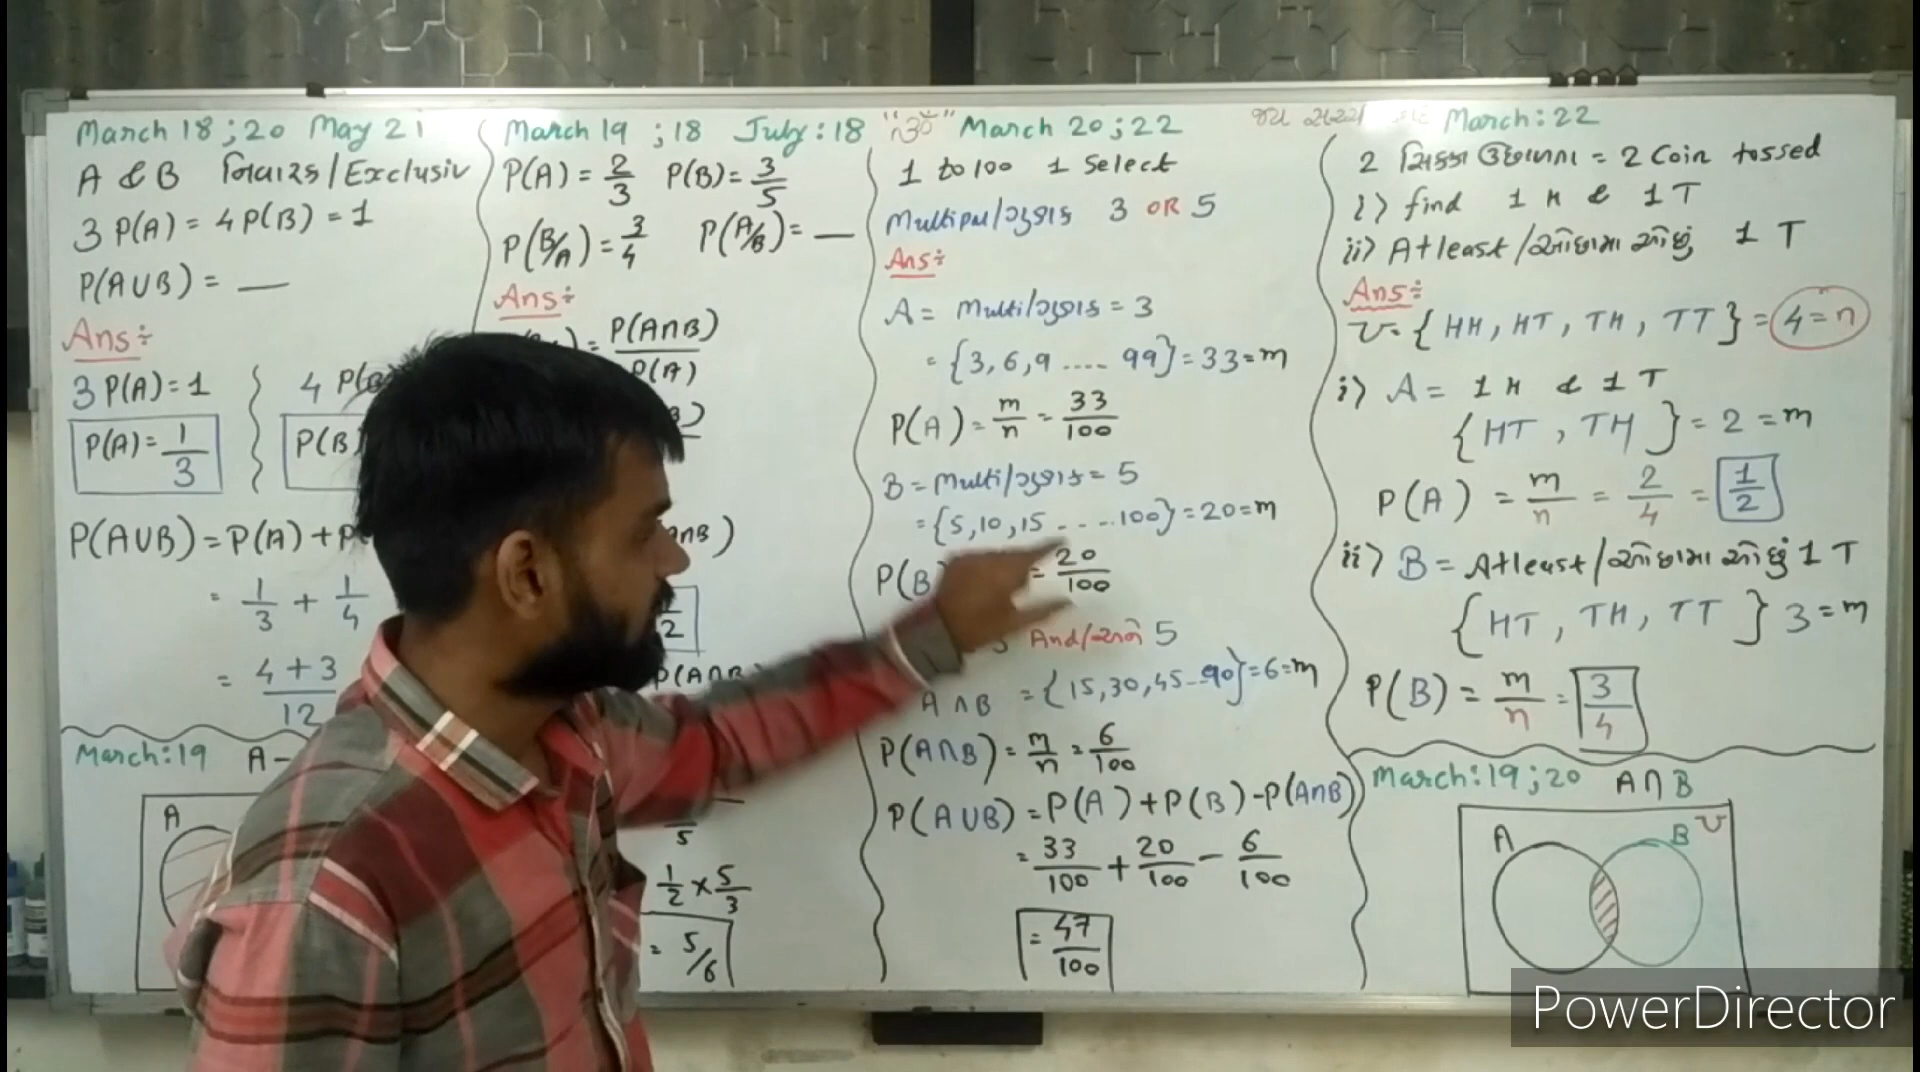 March 18 ; 20 May 21
A & B નિવારક / Exclusiv
3 P(A) = 4 P(B) = 1
P(A∪B) = __
Ans ÷
3 P(A) = 1
P(A) = 1/3
4 P(B)
P(B)
P(A∪B) = P(A) + P
= 1/3 + 1/4
= 4 + 3 / 12
March : 19 A -
A
March 19 ; 18 July : 18
P(A) = 2/3 P(B) = 3/5
P(B/A) = 3/4 P(A/B) = __
Ans ÷
) = P(A∩B) / P(A)
∩B)
P(A∩B
5
1/2 × 5/3
= 5/6
"ૐ" March 20 ; 22
1 to 100 1 Select
Multipal / ગુણાંક 3 OR 5
Ans ÷
A = Multi / ગુણાંક = 3
= {3, 6, 9 .... 99} = 33 = m
P(A) = m/n = 33/100
B = Multi / ગુણાંક = 5
= {5, 10, 15 - - - . 100} = 20 = m
P(B = 20/100
3 And / અને 5
A ∩ B = {15, 30, 45 -- 90} = 6 = m
P(A∩B) = m/n = 6/100
P(A∪B) = P(A) + P(B) - P(A∩B)
= 33/100 + 20/100 - 6/100
= 47/100
જય March : 22
2 સિક્કા ઉછાળતા = 2 Coin tossed
i) find 1 H & 1 T
ii) Atleast / ઓછામા ઓછું 1 T
Ans ÷
U = {HH, HT, TH, TT} = 4 = n
i) A = 1 H & 1 T
{HT, TH} = 2 = m
P(A) = m/n = 2/4 = 1/2
ii) B = Atleast / ઓછામા ઓછું 1 T
{HT, TH, TT} 3 = m
P(B) = m/n = 3/4
March : 19 ; 20 A ∩ B
A B U
PowerDirector